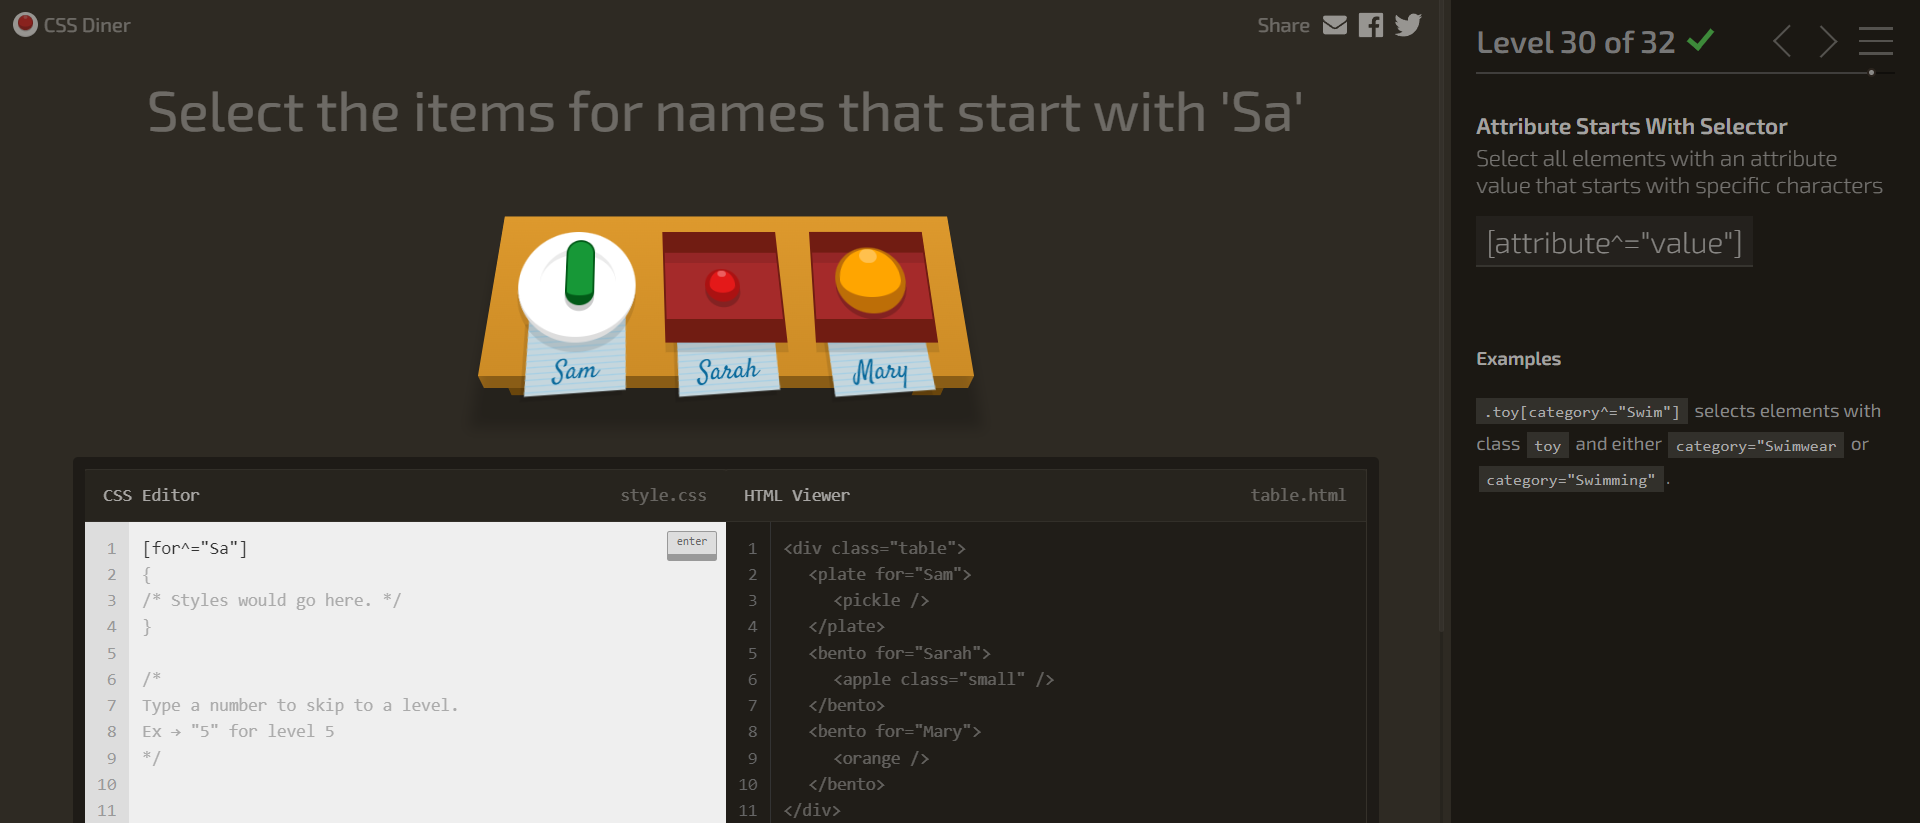 CSS Diner
Share
Select the items for names that start with 'Sa'
Sam
Sarah
Mary
CSS Editor
style.css
1 [for^="Sa"]
enter
2 {
3 /* Styles would go here. */
4 }
5
6 /*
7 Type a number to skip to a level.
8 Ex → "5" for level 5
9 */
10
11
HTML Viewer
table.html
1 <div class="table">
2 <plate for="Sam">
3 <pickle />
4 </plate>
5 <bento for="Sarah">
6 <apple class="small" />
7 </bento>
8 <bento for="Mary">
9 <orange />
10 </bento>
11 </div>
Level 30 of 32
Attribute Starts With Selector
Select all elements with an attribute
value that starts with specific characters
[attribute^="value"]
Examples
.toy[category^="Swim"] selects elements with
class toy and either category="Swimwear or
category="Swimming" .